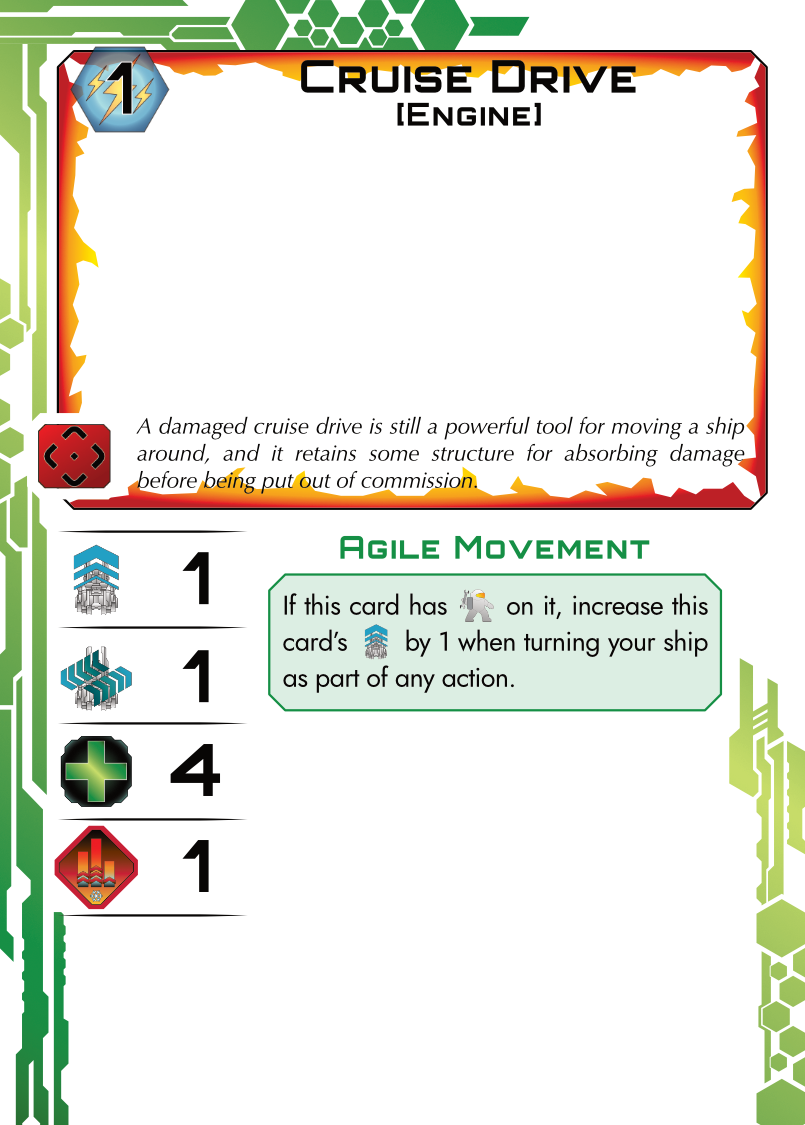 1
Cruise Drive
[Engine]
A damaged cruise drive is still a powerful tool for moving a ship
around, and it retains some structure for absorbing damage
before being put out of commission.
1
1
4
1
Agile Movement
If this card has on it, increase this
card's by 1 when turning your ship
as part of any action.